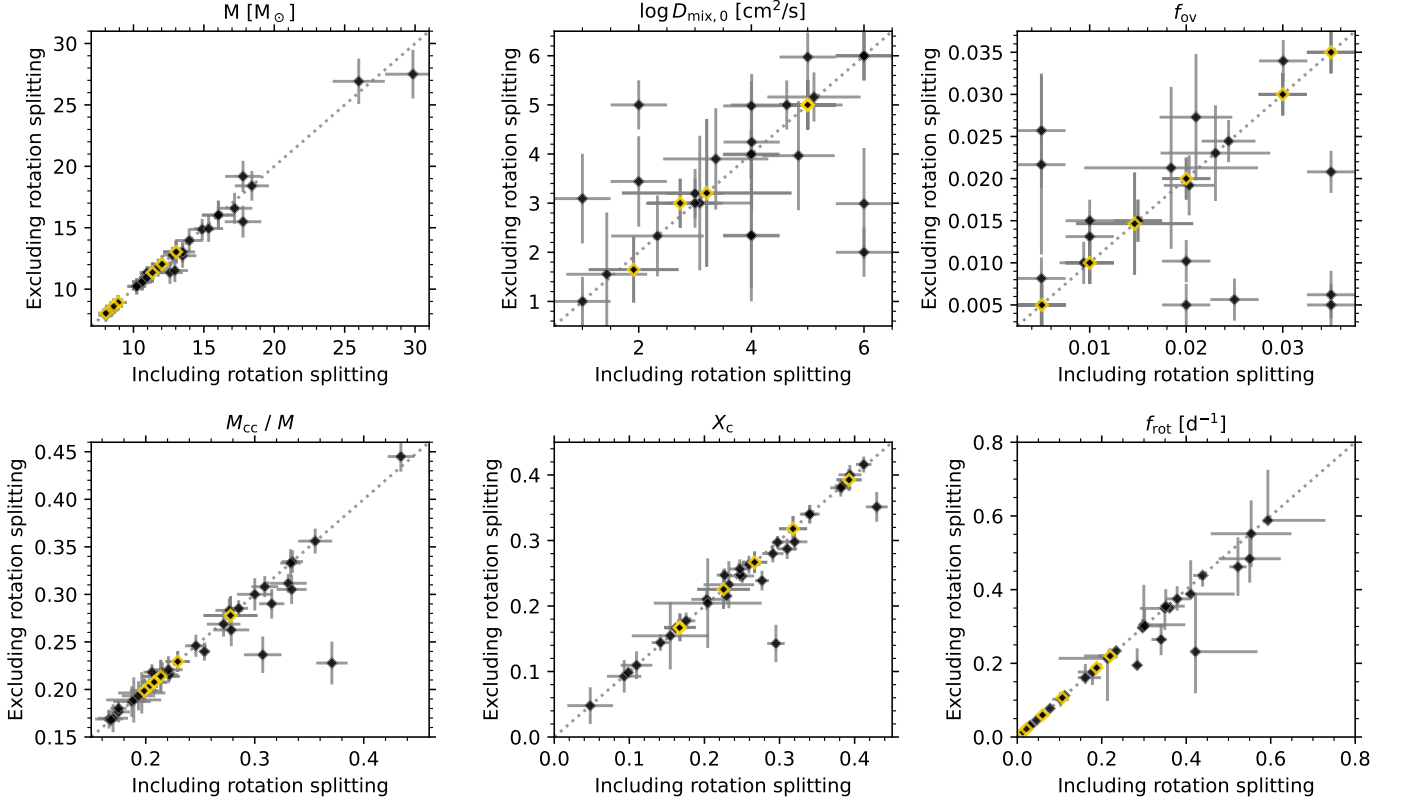 M [M⊙]
log D_mix, 0 [cm²/s]
f_ov
Excluding rotation splitting
30
25
20
15
10
10 15 20 25 30
Including rotation splitting
Excluding rotation splitting
6
5
4
3
2
1
2 4 6
Including rotation splitting
Excluding rotation splitting
0.035
0.030
0.025
0.020
0.015
0.010
0.005
0.01 0.02 0.03
Including rotation splitting
M_cc / M
X_c
f_rot [d⁻¹]
Excluding rotation splitting
0.45
0.40
0.35
0.30
0.25
0.20
0.15
0.2 0.3 0.4
Including rotation splitting
Excluding rotation splitting
0.4
0.3
0.2
0.1
0.0
0.0 0.1 0.2 0.3 0.4
Including rotation splitting
Excluding rotation splitting
0.8
0.6
0.4
0.2
0.0
0.0 0.2 0.4 0.6 0.8
Including rotation splitting